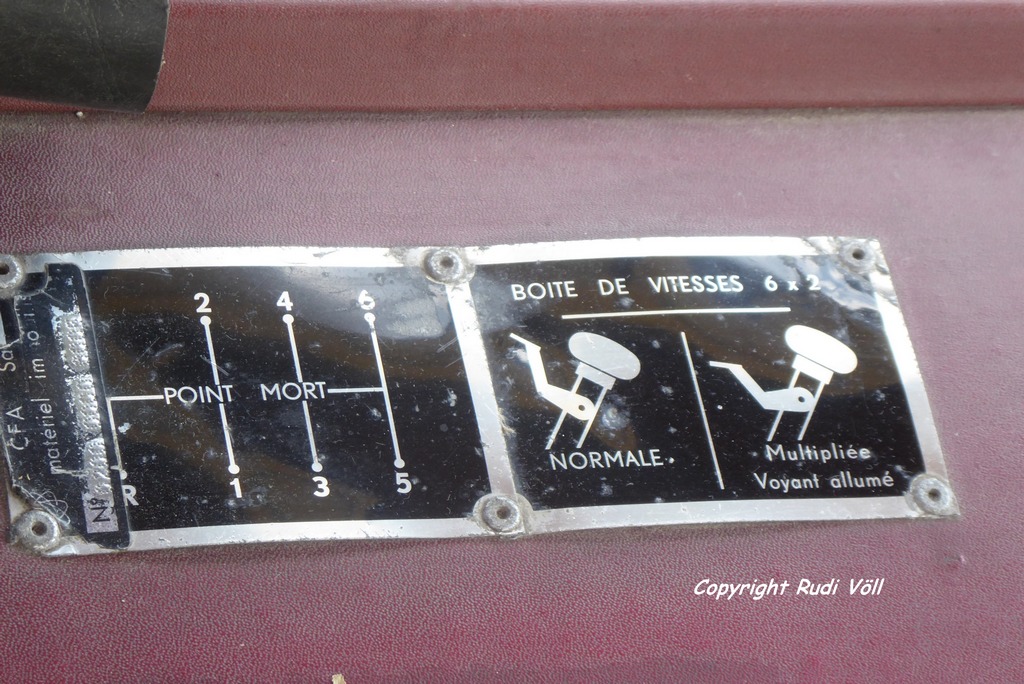 2 4 6
POINT MORT
R 1 3 5
BOITE DE VITESSES 6 x 2
NORMALE
Multipliée
Voyant allumé
CFA
matériel
N°
Copyright Rudi Völl